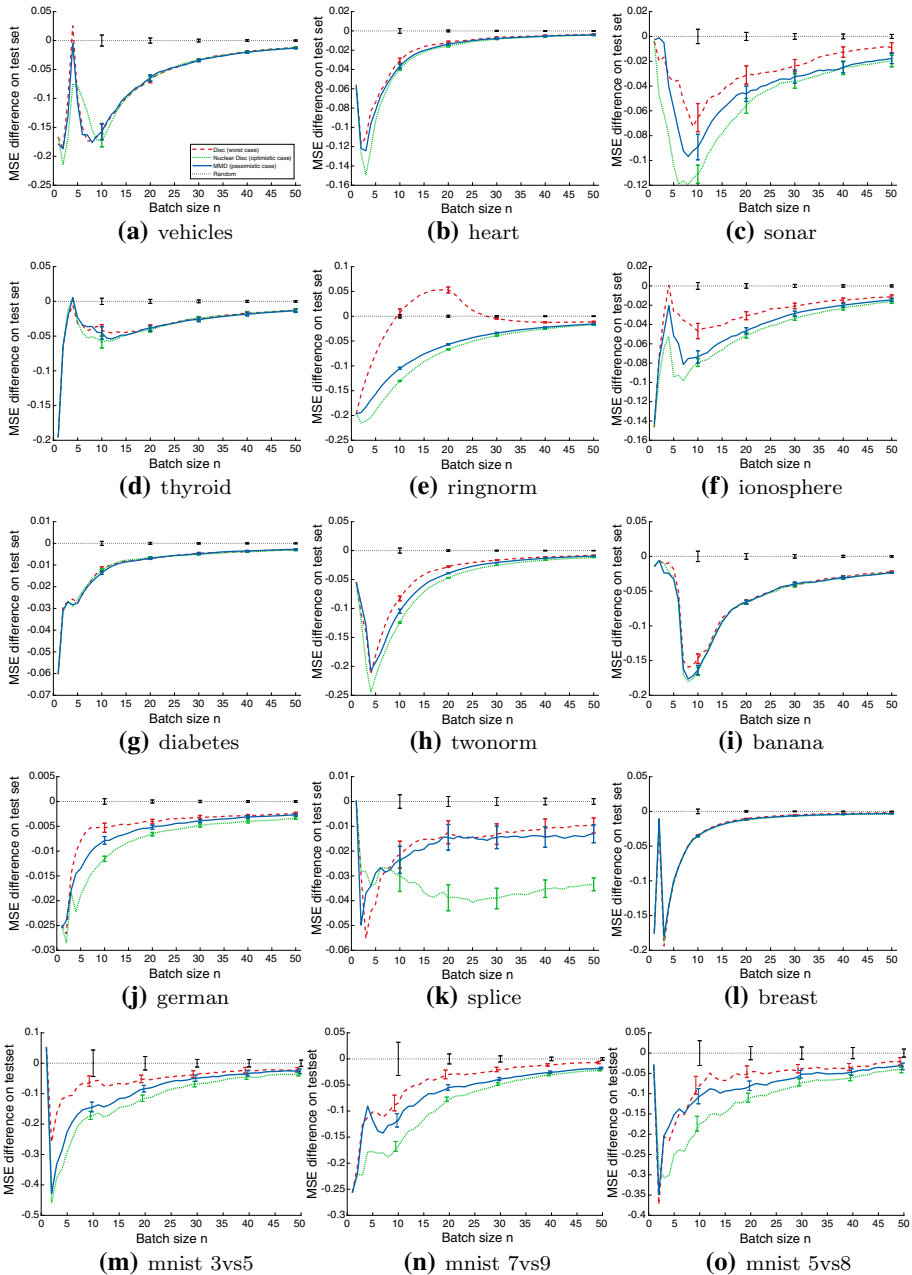 MSE difference on test set
0.05
0
-0.05
-0.1
-0.15
-0.2
-0.25
Disc (worst case)
Nuclear Disc (optimistic case)
MMD (pessimistic case)
Random
0 5 10 15 20 25 30 35 40 45 50
Batch size n
(a) vehicles
MSE difference on test set
0.02
0
-0.02
-0.04
-0.06
-0.08
-0.1
-0.12
-0.14
-0.16
0 5 10 15 20 25 30 35 40 45 50
Batch size n
(b) heart
MSE difference on test set
0.02
0
-0.02
-0.04
-0.06
-0.08
-0.1
-0.12
0 5 10 15 20 25 30 35 40 45 50
Batch size n
(c) sonar
MSE difference on test set
0.05
0
-0.05
-0.1
-0.15
-0.2
0 5 10 15 20 25 30 35 40 45 50
Batch size n
(d) thyroid
MSE difference on test set
0.1
0.05
0
-0.05
-0.1
-0.15
-0.2
-0.25
0 5 10 15 20 25 30 35 40 45 50
Batch size n
(e) ringnorm
MSE difference on test set
0.02
0
-0.02
-0.04
-0.06
-0.08
-0.1
-0.12
-0.14
-0.16
0 5 10 15 20 25 30 35 40 45 50
Batch size n
(f) ionosphere
MSE difference on test set
0.01
0
-0.01
-0.02
-0.03
-0.04
-0.05
-0.06
-0.07
0 5 10 15 20 25 30 35 40 45 50
Batch size n
(g) diabetes
MSE difference on test set
0.05
0
-0.05
-0.1
-0.15
-0.2
-0.25
0 5 10 15 20 25 30 35 40 45 50
Batch size n
(h) twonorm
MSE difference on test set
0.05
0
-0.05
-0.1
-0.15
-0.2
0 5 10 15 20 25 30 35 40 45 50
Batch size n
(i) banana
MSE difference on test set
0.005
0
-0.005
-0.01
-0.015
-0.02
-0.025
-0.03
0 5 10 15 20 25 30 35 40 45 50
Batch size n
(j) german
MSE difference on test set
0.01
0
-0.01
-0.02
-0.03
-0.04
-0.05
-0.06
0 5 10 15 20 25 30 35 40 45 50
Batch size n
(k) splice
MSE difference on test set
0.05
0
-0.05
-0.1
-0.15
-0.2
0 5 10 15 20 25 30 35 40 45 50
Batch size n
(l) breast
MSE difference on testset
0.1
0
-0.1
-0.2
-0.3
-0.4
-0.5
0 5 10 15 20 25 30 35 40 45 50
Batch size n
(m) mnist 3vs5
MSE difference on testset
0.05
0
-0.05
-0.1
-0.15
-0.2
-0.25
-0.3
0 5 10 15 20 25 30 35 40 45 50
Batch size n
(n) mnist 7vs9
MSE difference on testset
0.05
0
-0.05
-0.1
-0.15
-0.2
-0.25
-0.3
-0.35
-0.4
0 5 10 15 20 25 30 35 40 45 50
Batch size n
(o) mnist 5vs8